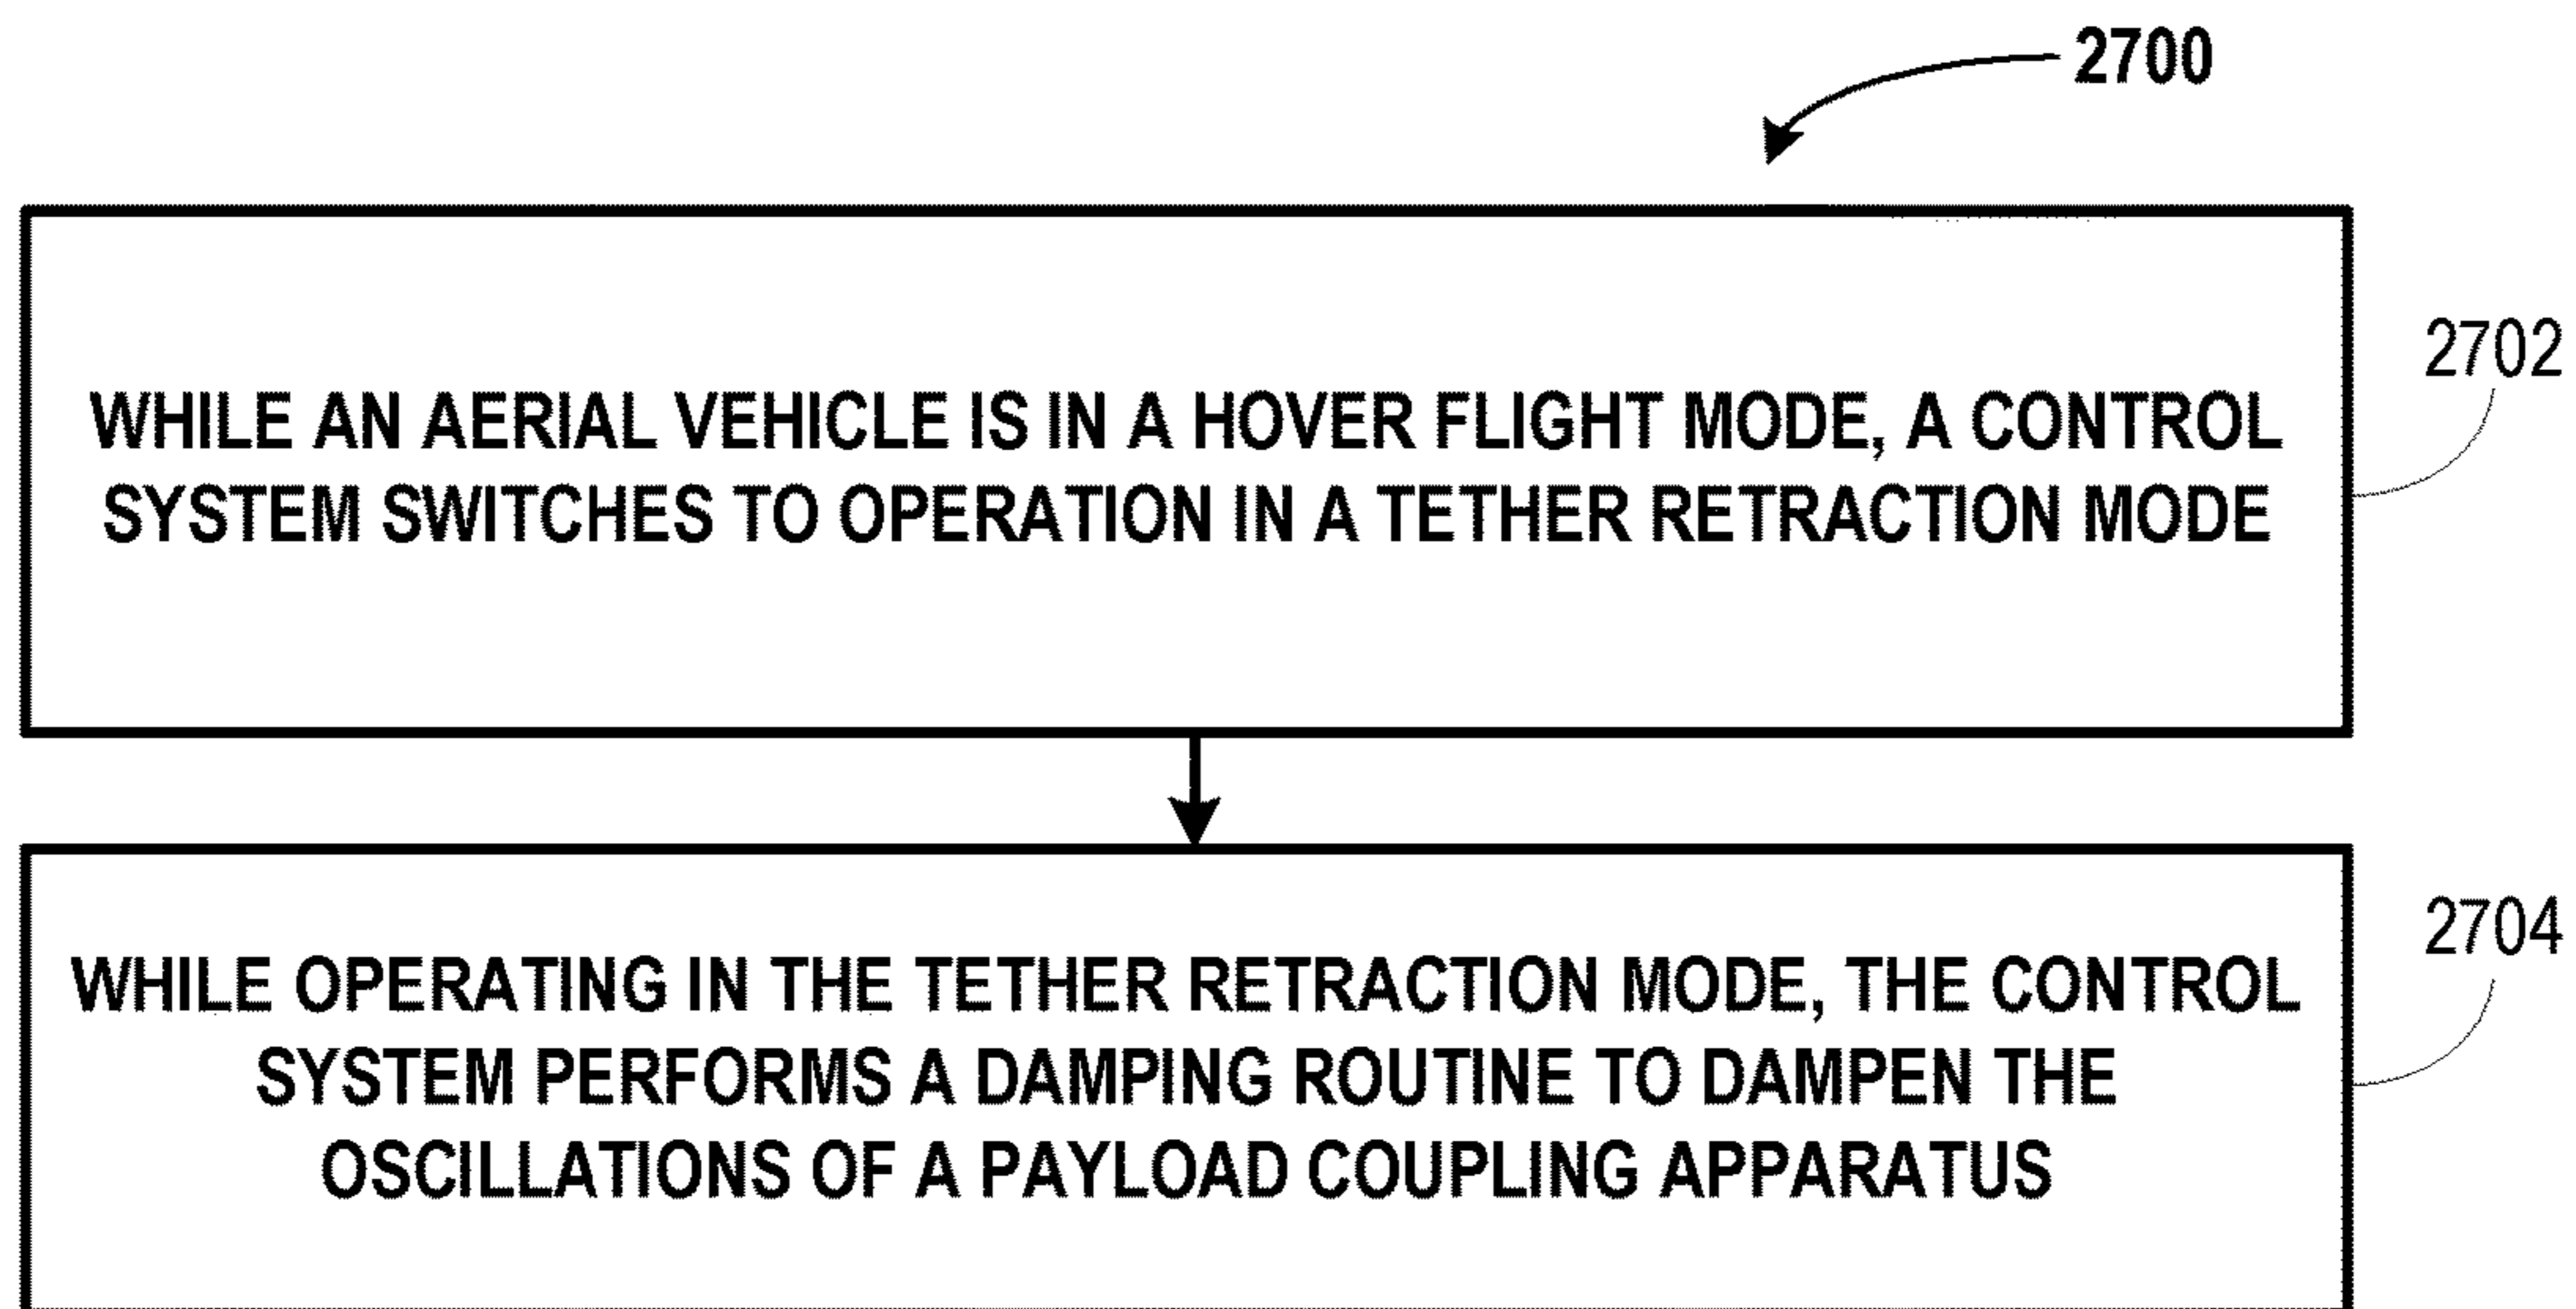 2700
WHILE AN AERIAL VEHICLE IS IN A HOVER FLIGHT MODE, A CONTROL
SYSTEM SWITCHES TO OPERATION IN A TETHER RETRACTION MODE
2702
WHILE OPERATING IN THE TETHER RETRACTION MODE, THE CONTROL
SYSTEM PERFORMS A DAMPING ROUTINE TO DAMPEN THE
OSCILLATIONS OF A PAYLOAD COUPLING APPARATUS
2704